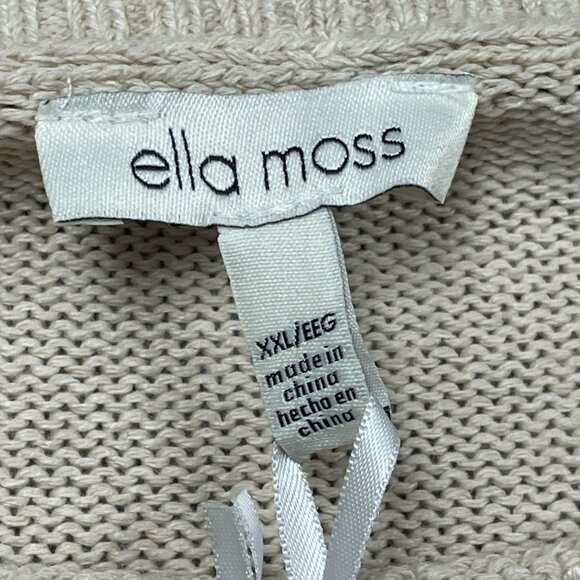 ella moss
XXL/EEG
made in
china
hecho en
china